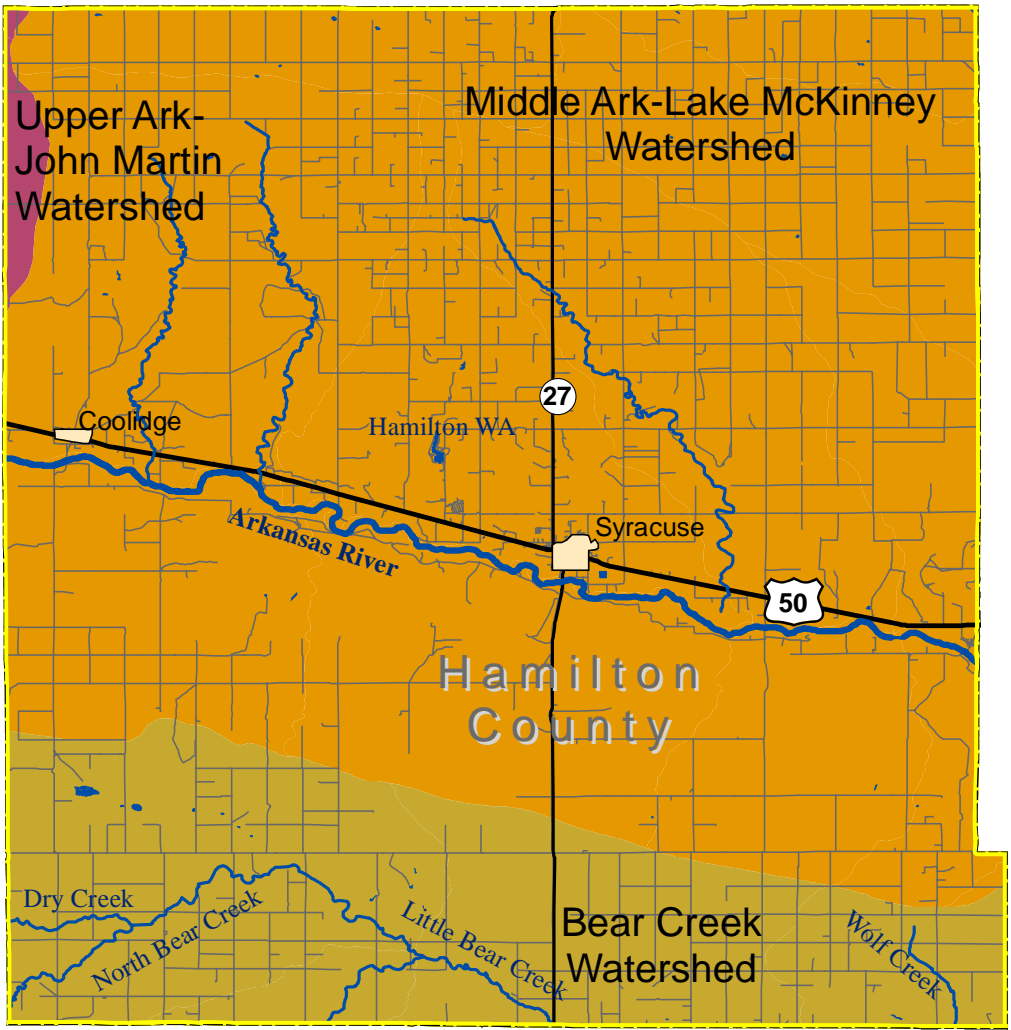 Upper Ark-
John Martin
Watershed
Middle Ark-Lake McKinney
Watershed
27
Coolidge
Hamilton WA
Arkansas River
Syracuse
50
Hamilton
County
Dry Creek
North Bear Creek
Little Bear Creek
Bear Creek
Watershed
Wolf Creek